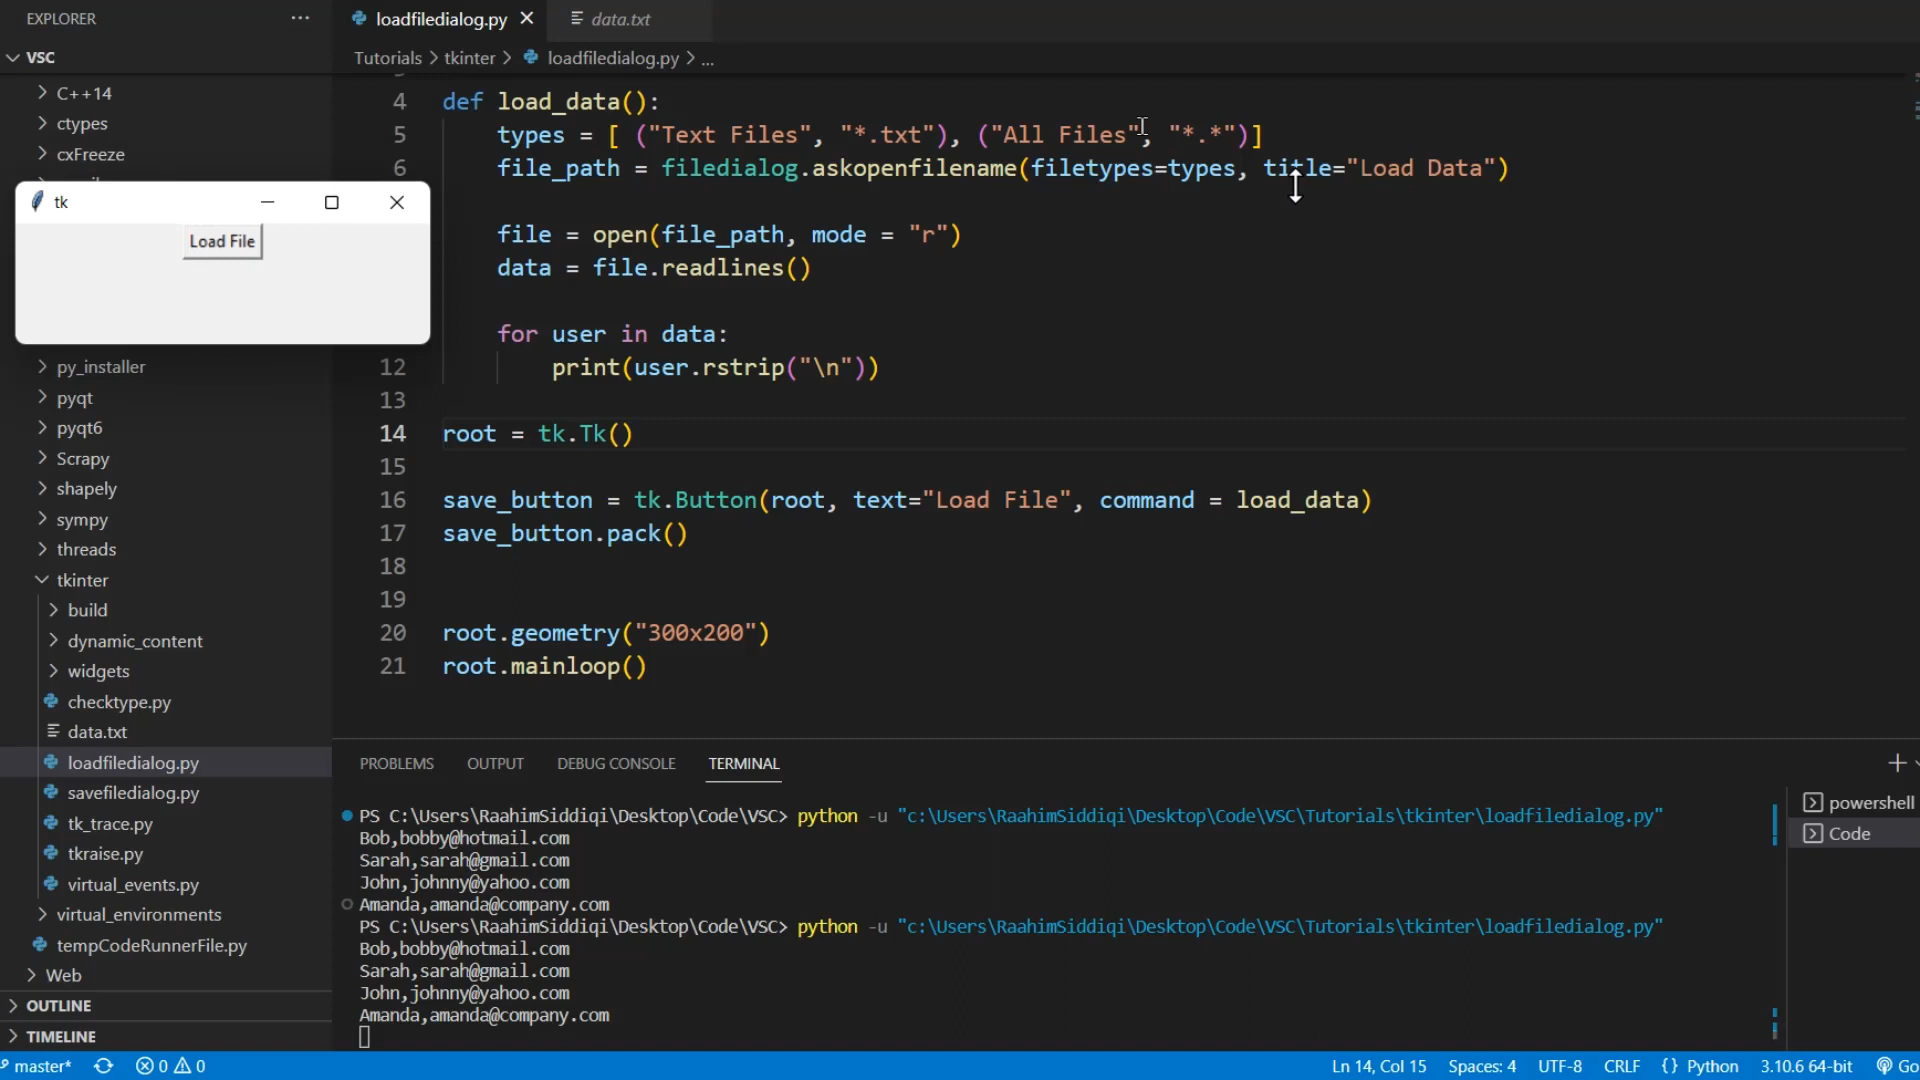 EXPLORER
VSC
C++14
ctypes
cxFreeze
tk
Load File
py_installer
pyqt
pyqt6
Scrapy
shapely
sympy
threads
tkinter
build
dynamic_content
widgets
checktype.py
data.txt
loadfiledialog.py
savefiledialog.py
tk_trace.py
tkraise.py
virtual_events.py
virtual_environments
tempCodeRunnerFile.py
Web
OUTLINE
TIMELINE
loadfiledialog.py
data.txt
Tutorials > tkinter > loadfiledialog.py > ...
4 def load_data():
5 types = [ ("Text Files", "*.txt"), ("All Files", "*.*")]
6 file_path = filedialog.askopenfilename(filetypes=types, title="Load Data")
file = open(file_path, mode = "r")
data = file.readlines()
for user in data:
12 print(user.rstrip("\n"))
13
14 root = tk.Tk()
15
16 save_button = tk.Button(root, text="Load File", command = load_data)
17 save_button.pack()
18
19
20 root.geometry("300x200")
21 root.mainloop()
PROBLEMS OUTPUT DEBUG CONSOLE TERMINAL
PS C:\Users\RaahimSiddiqi\Desktop\Code\VSC> python -u "c:\Users\RaahimSiddiqi\Desktop\Code\VSC\Tutorials\tkinter\loadfiledialog.py"
Bob,bobby@hotmail.com
Sarah,sarah@gmail.com
John,johnny@yahoo.com
Amanda,amanda@company.com
PS C:\Users\RaahimSiddiqi\Desktop\Code\VSC> python -u "c:\Users\RaahimSiddiqi\Desktop\Code\VSC\Tutorials\tkinter\loadfiledialog.py"
Bob,bobby@hotmail.com
Sarah,sarah@gmail.com
John,johnny@yahoo.com
Amanda,amanda@company.com
powershell
Code
master* 0 0 Ln 14, Col 15 Spaces: 4 UTF-8 CRLF {} Python 3.10.6 64-bit Go